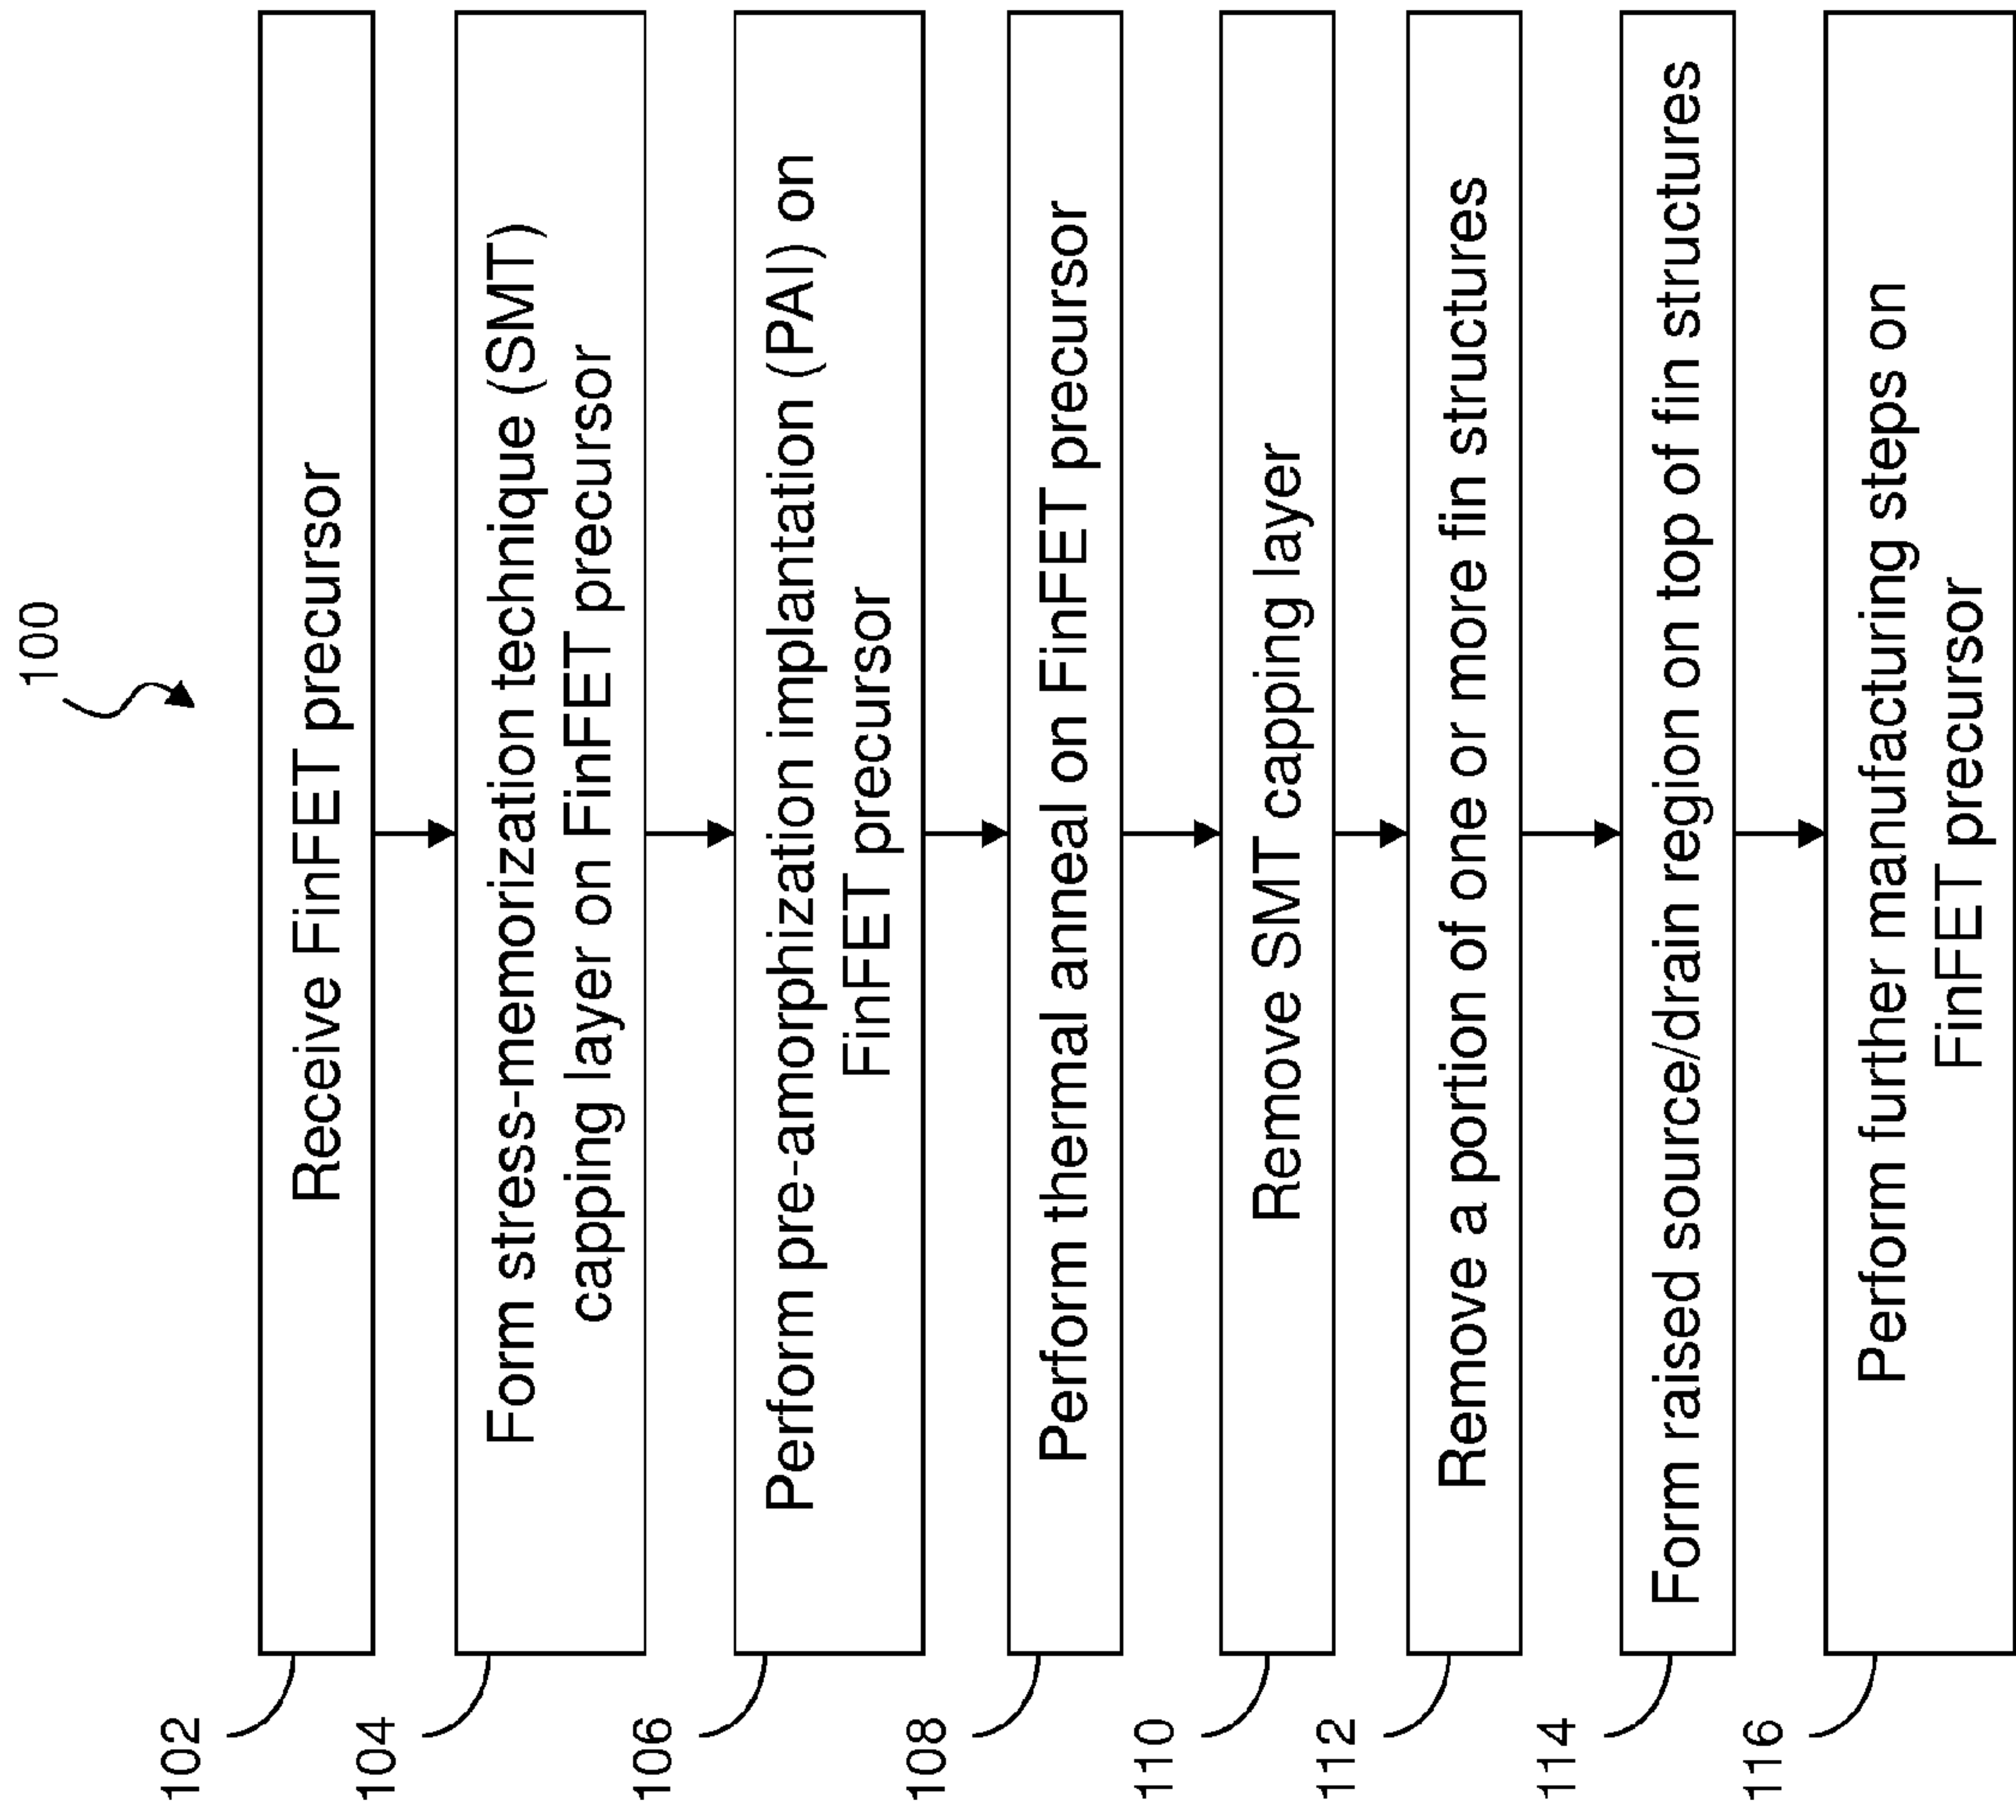 100
102
Receive FinFET precursor
104
Form stress-memorization technique (SMT)
capping layer on FinFET precursor
106
Perform pre-amorphization implantation (PAI) on
FinFET precursor
108
Perform thermal anneal on FinFET precursor
110
Remove SMT capping layer
112
Remove a portion of one or more fin structures
114
Form raised source/drain region on top of fin structures
116
Perform further manufacturing steps on
FinFET precursor